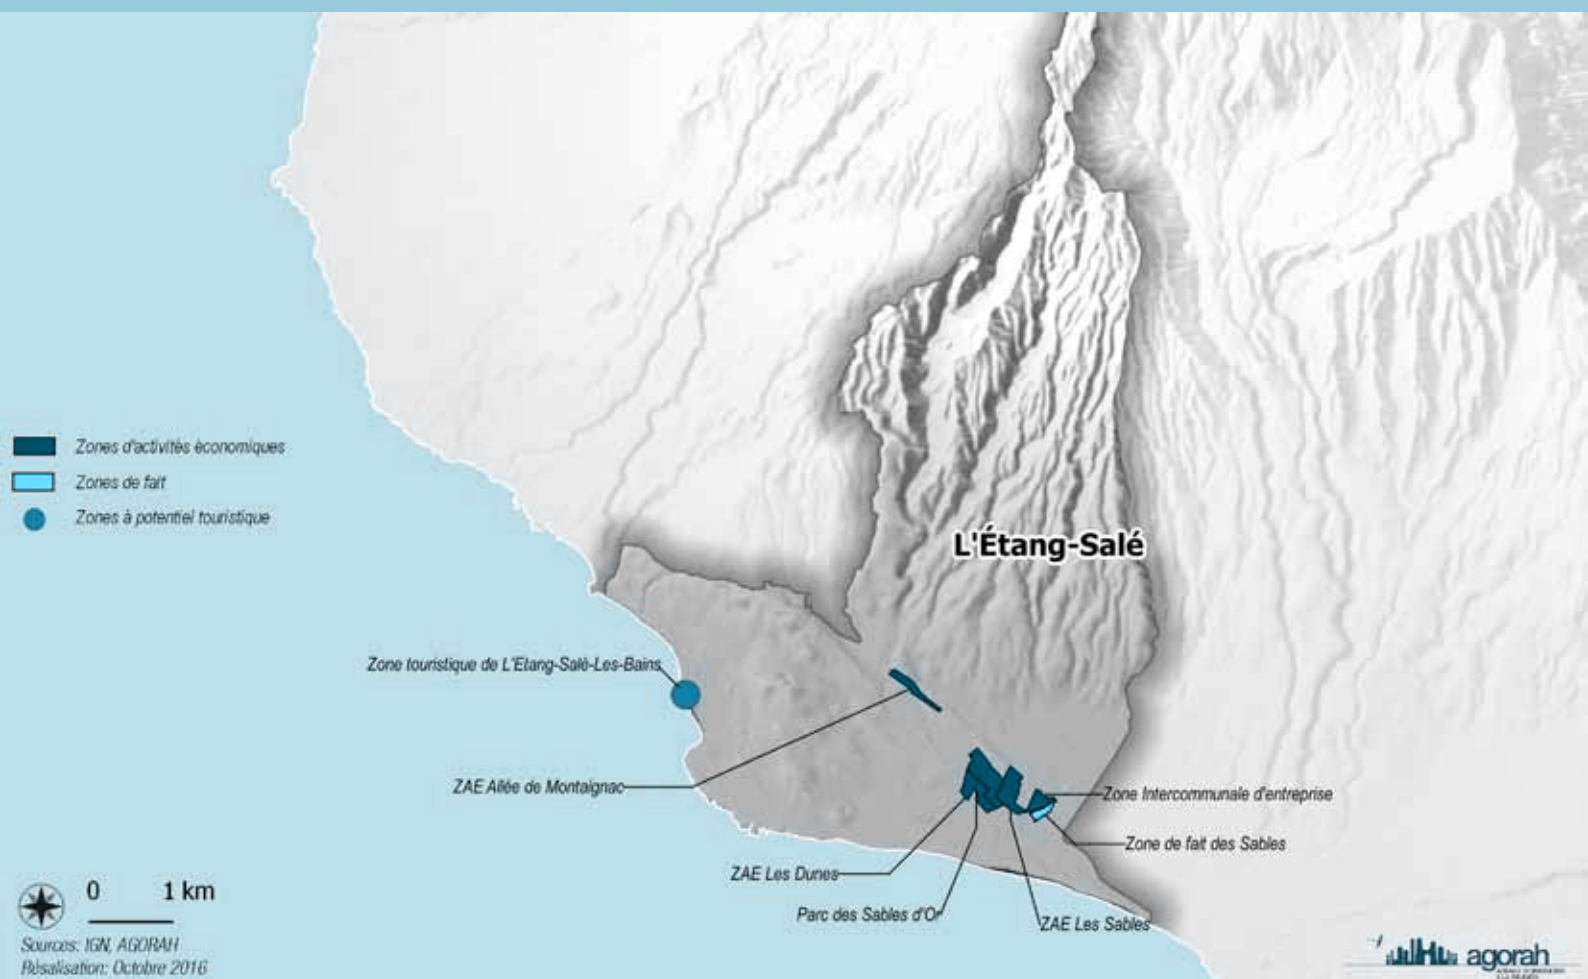 Zones d'activités économiques
Zones de fait
Zones à potentiel touristique
L'Étang-Salé
Zone touristique de L'Etang-Salé-Les-Bains
ZAE Allée de Montaignac
Zone Intercommunale d'entreprise
Zone de fait des Sables
ZAE Les Dunes
Parc des Sables d'Or
ZAE Les Sables
0 1 km
Sources: IGN, AGORAH
Réalisation: Octobre 2016
agorah